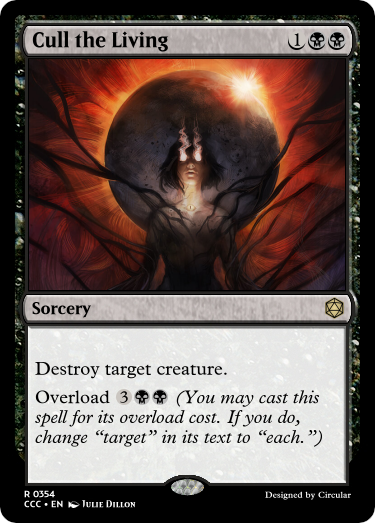 Cull the Living 1
Sorcery
Destroy target creature.
Overload 3 (You may cast this
spell for its overload cost. If you do,
change “target” in its text to “each.”)
R 0354
CCC • EN JULIE DILLON
Designed by Circular